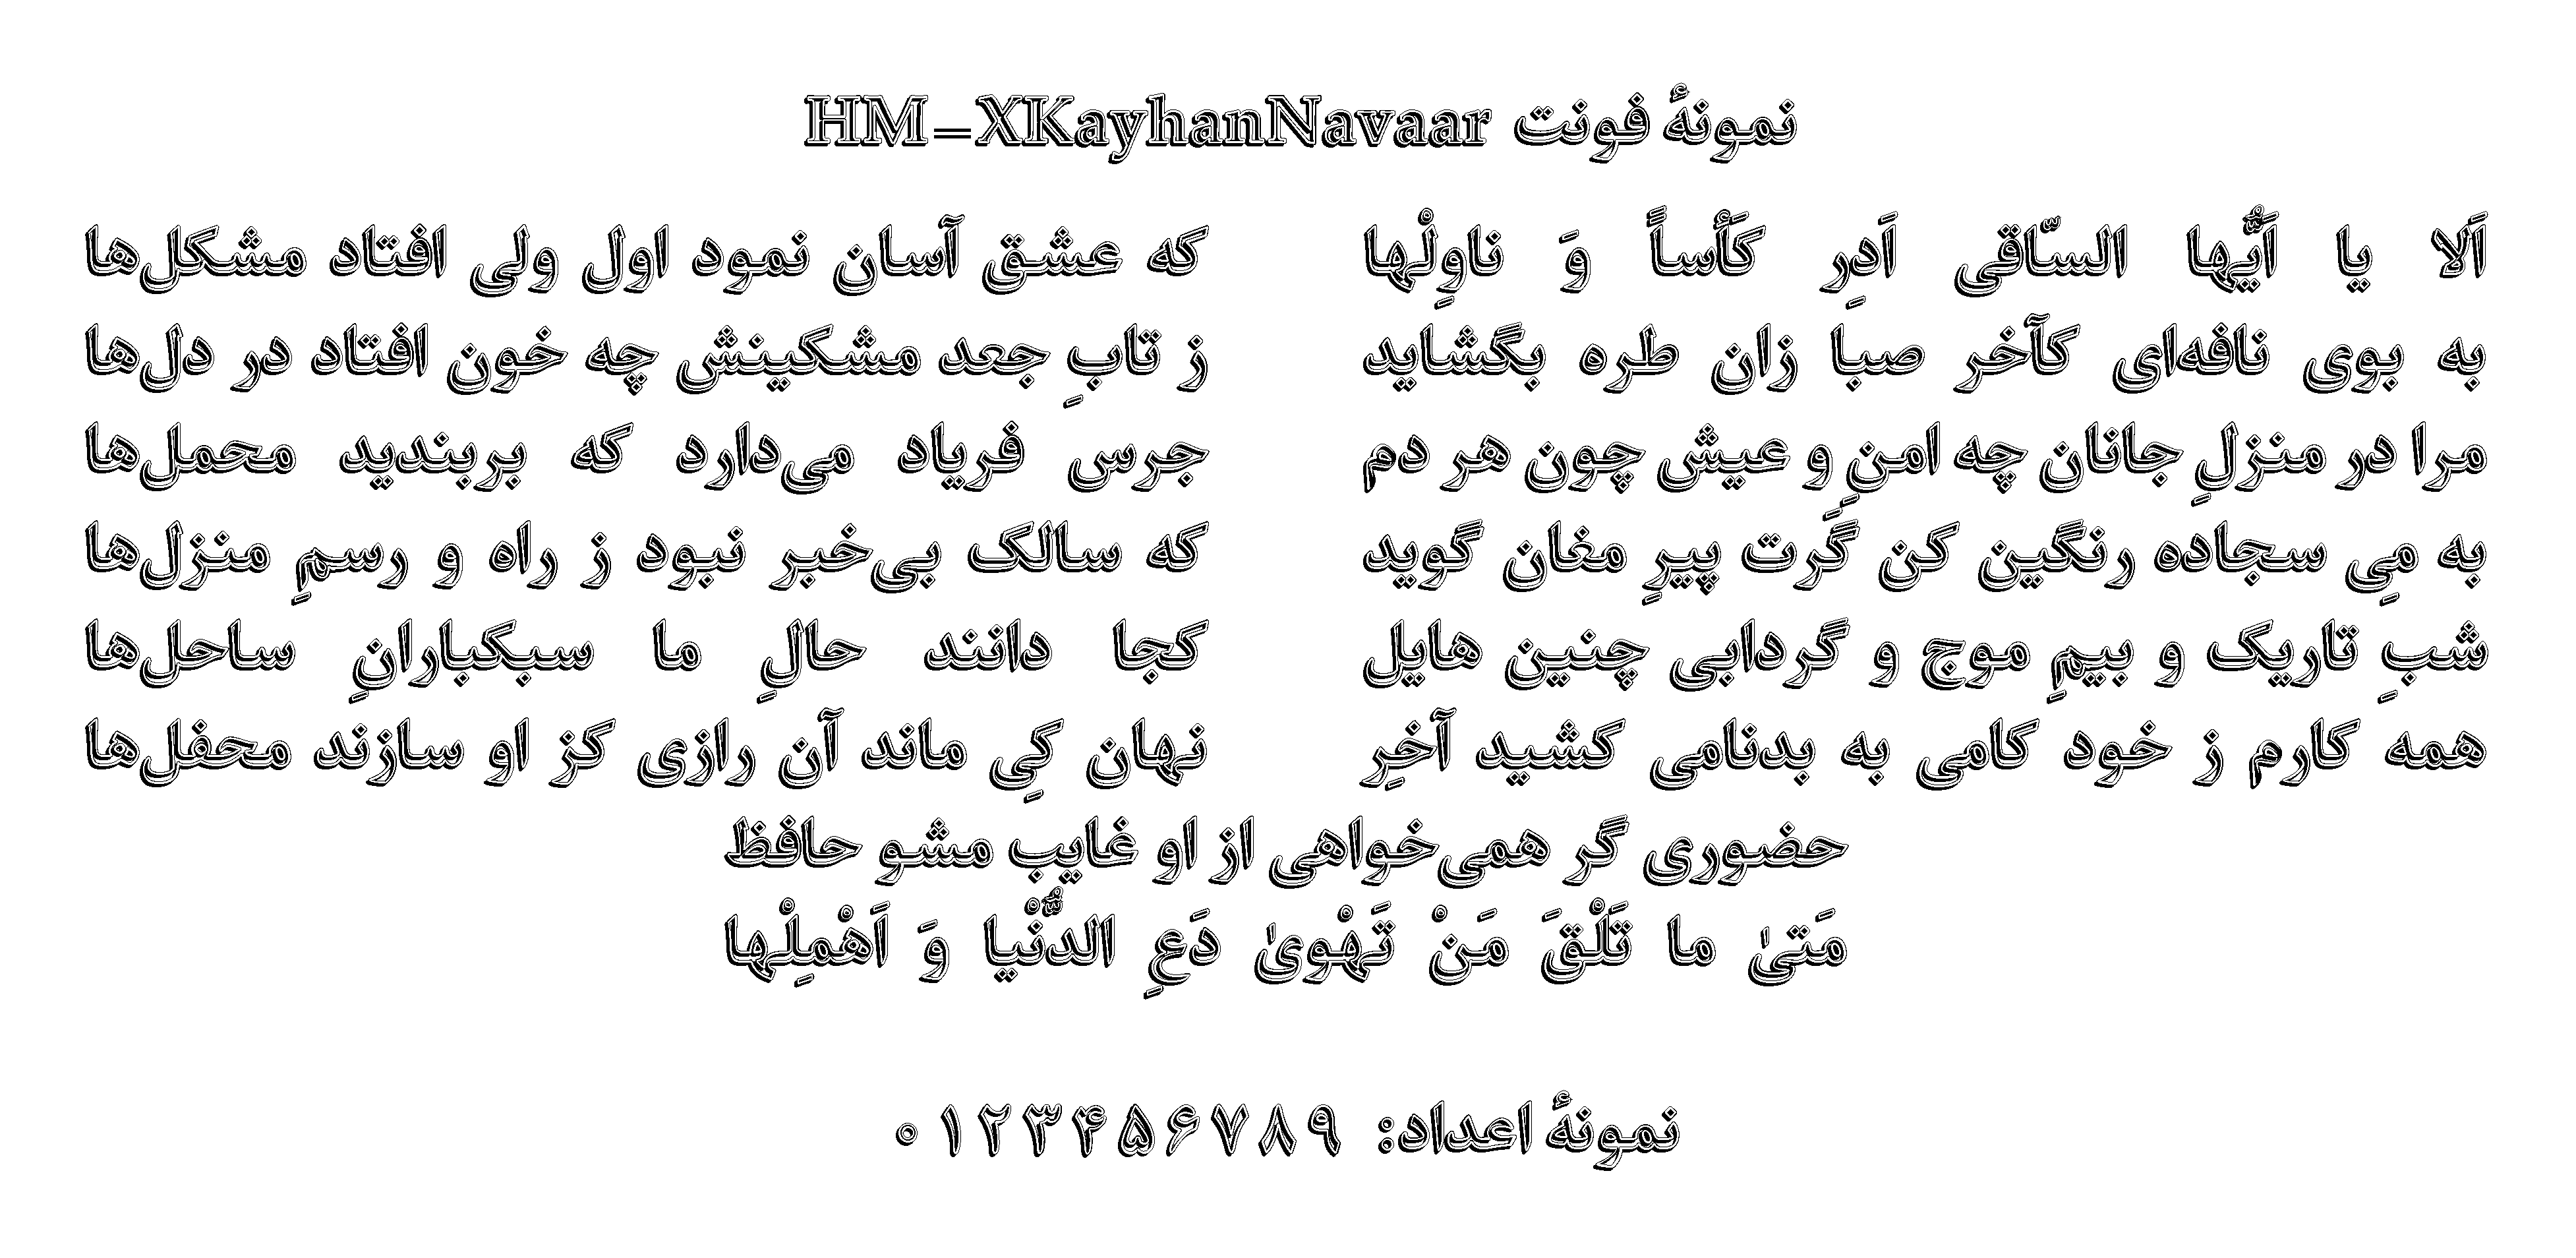 نمونهٔ فونت HM-XKayhanNavaar
اَلا یا اَیُّها السّاقی اَدِر کَأساً وَ ناوِلْها که عشق آسان نمود اول ولی افتاد مشکل‌ها
به بوی نافه‌ای کآخر صبا زان طره بگشاید ز تابِ جعد مشکینش چه خون افتاد در دل‌ها
مرا در منزلِ جانان چه امنِ و عیش چون هر دم جرس فریاد می‌دارد که بربندید محمل‌ها
به مِی سجاده رنگین کن گَرت پیرِ مغان گوید که سالک بی‌خبر نبود ز راه و رسمِ منزل‌ها
شبِ تاریک و بیمِ موج و گردابی چنین هایل کجا دانند حالِ ما سبکبارانِ ساحل‌ها
همه کارم ز خود کامی به بدنامی کشید آخِر نهان کِی ماند آن رازی کز او سازند محفل‌ها
حضوری گر همی‌خواهی از او غایب مشو حافظ
مَتیٰ ما تَلْقَ مَنْ تَهْویٰ دَعِ الدُّنْیا وَ اَهْمِلْها
نمونهٔ اعداد: ۰۱۲۳۴۵۶۷۸۹